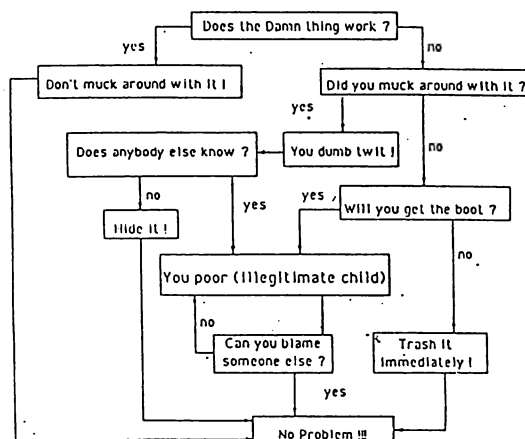 Does the Damn thing work ?
yes
no
Don't muck around with it !
Did you muck around with it ?
yes
Does anybody else know ?
You dumb twit !
no
no
yes
yes
Will you get the boot ?
Hide it !
You poor (illegitimate child)
no
no
Can you blame
someone else ?
Trash it
immediately !
yes
No Problem !!!